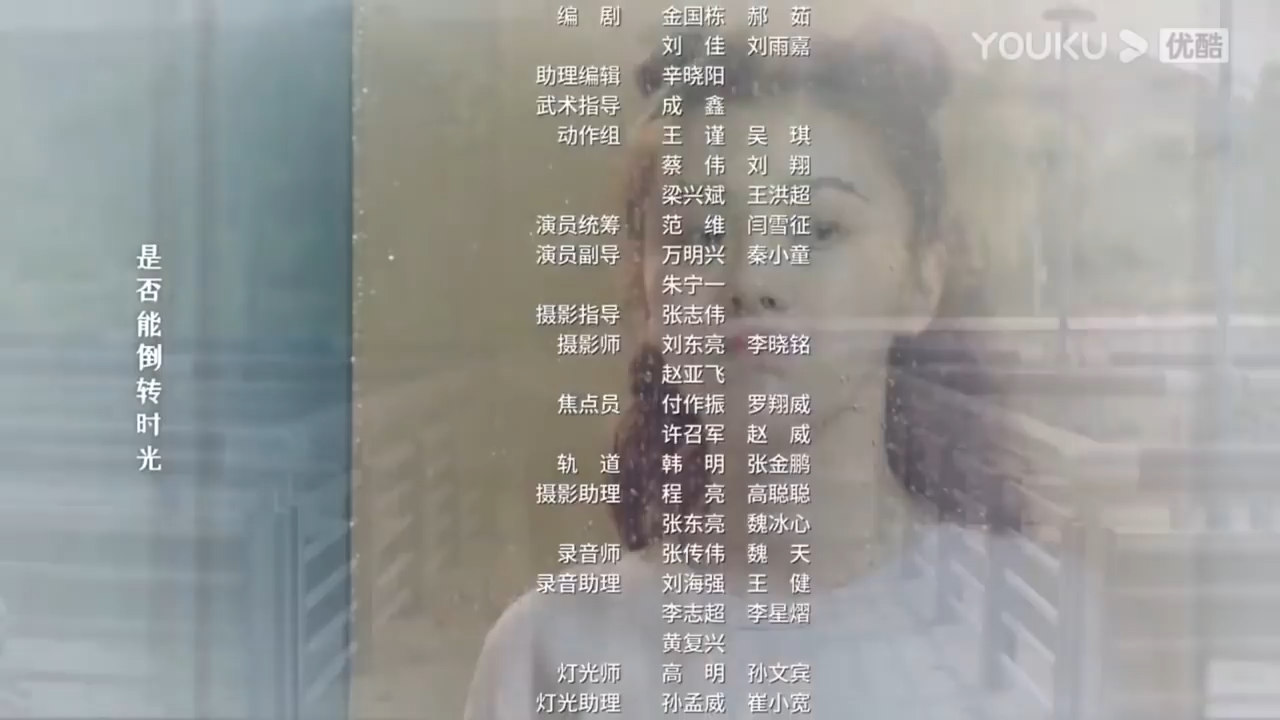 编 剧 金国栋 郝 茹
刘 佳 刘雨嘉
助理编辑 辛晓阳
武术指导 成 鑫
动作组 王 谨 吴 琪
蔡 伟 刘 翔
梁兴斌 王洪超
演员统筹 范 维 闫雪征
演员副导 万明兴 秦小童
朱宁一
摄影指导 张志伟
摄影师 刘东亮 李晓铭
赵亚飞
焦点员 付作振 罗翔威
许召军 赵 威
轨 道 韩 明 张金鹏
摄影助理 程 亮 高聪聪
张东亮 魏冰心
录音师 张传伟 魏 天
录音助理 刘海强 王 健
李志超 李星熠
黄复兴
灯光师 高 明 孙文宾
灯光助理 孙孟威 崔小宽
是否能倒转时光
YOUKU 优酷